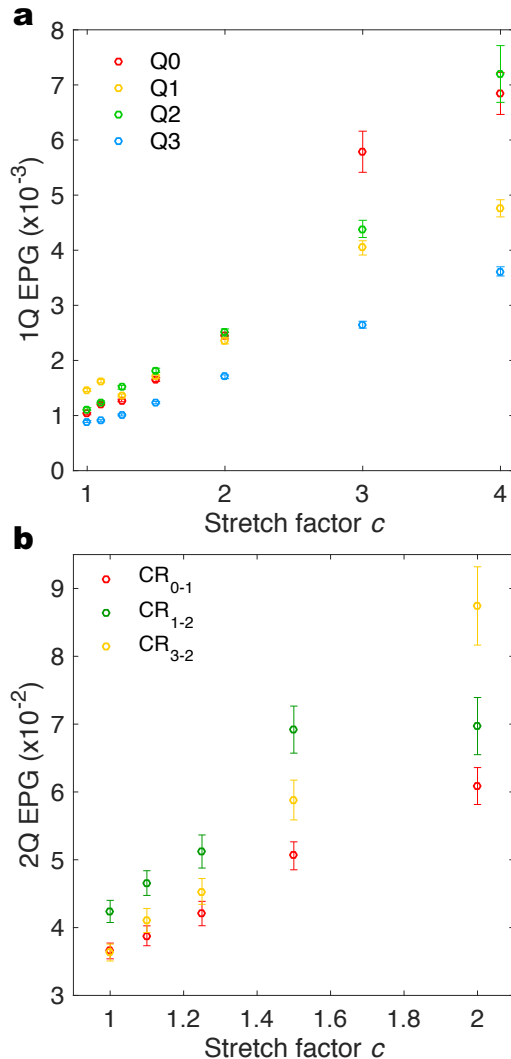 a
Q0
Q1
Q2
Q3
8
7
6
5
4
3
2
1
0
1Q EPG (x10-3)
1 2 3 4
Stretch factor c
b
CR0-1
CR1-2
CR3-2
9
8
7
6
5
4
3
2Q EPG (x10-2)
1 1.2 1.4 1.6 1.8 2
Stretch factor c